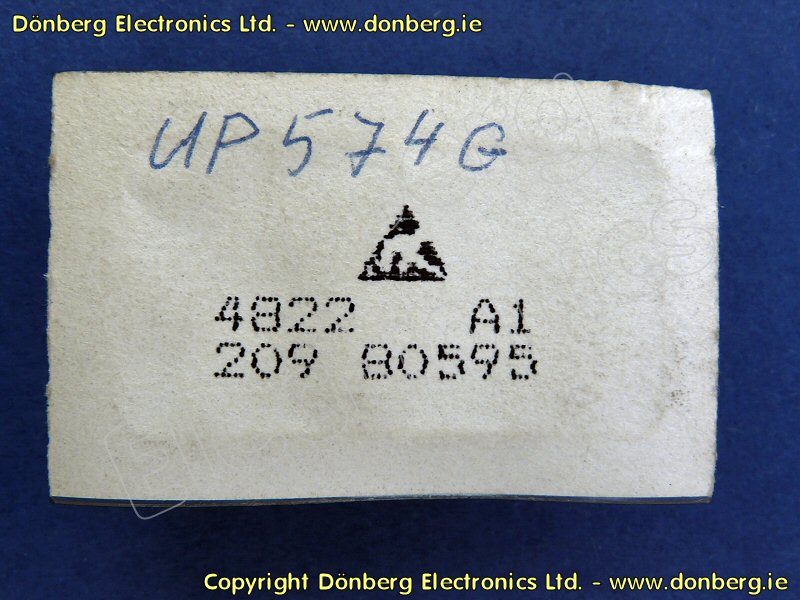 Dönberg Electronics Ltd. - www.donberg.ie
UP574G
4822 A1
209 80595
Copyright Dönberg Electronics Ltd. - www.donberg.ie